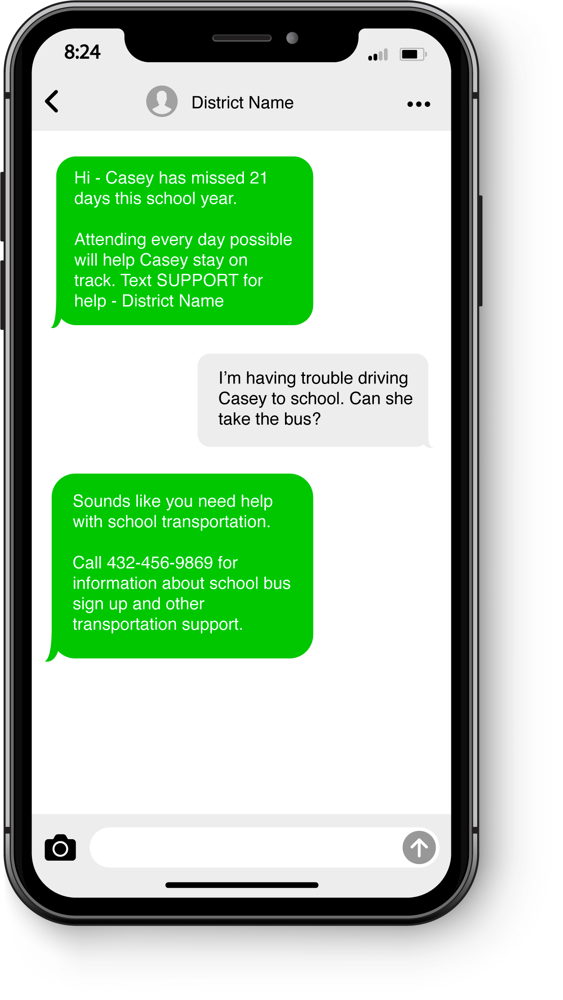 8:24
District Name
Hi - Casey has missed 21
days this school year.
Attending every day possible
will help Casey stay on
track. Text SUPPORT for
help - District Name
I’m having trouble driving
Casey to school. Can she
take the bus?
Sounds like you need help
with school transportation.
Call 432-456-9869 for
information about school bus
sign up and other
transportation support.